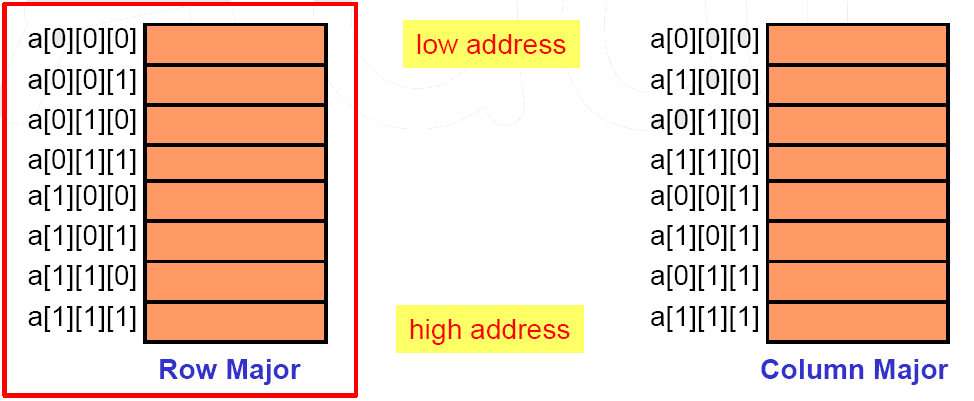 a[0][0][0]
a[0][0][1]
a[0][1][0]
a[0][1][1]
a[1][0][0]
a[1][0][1]
a[1][1][0]
a[1][1][1]
Row Major
low address
high address
a[0][0][0]
a[1][0][0]
a[0][1][0]
a[1][1][0]
a[0][0][1]
a[1][0][1]
a[0][1][1]
a[1][1][1]
Column Major